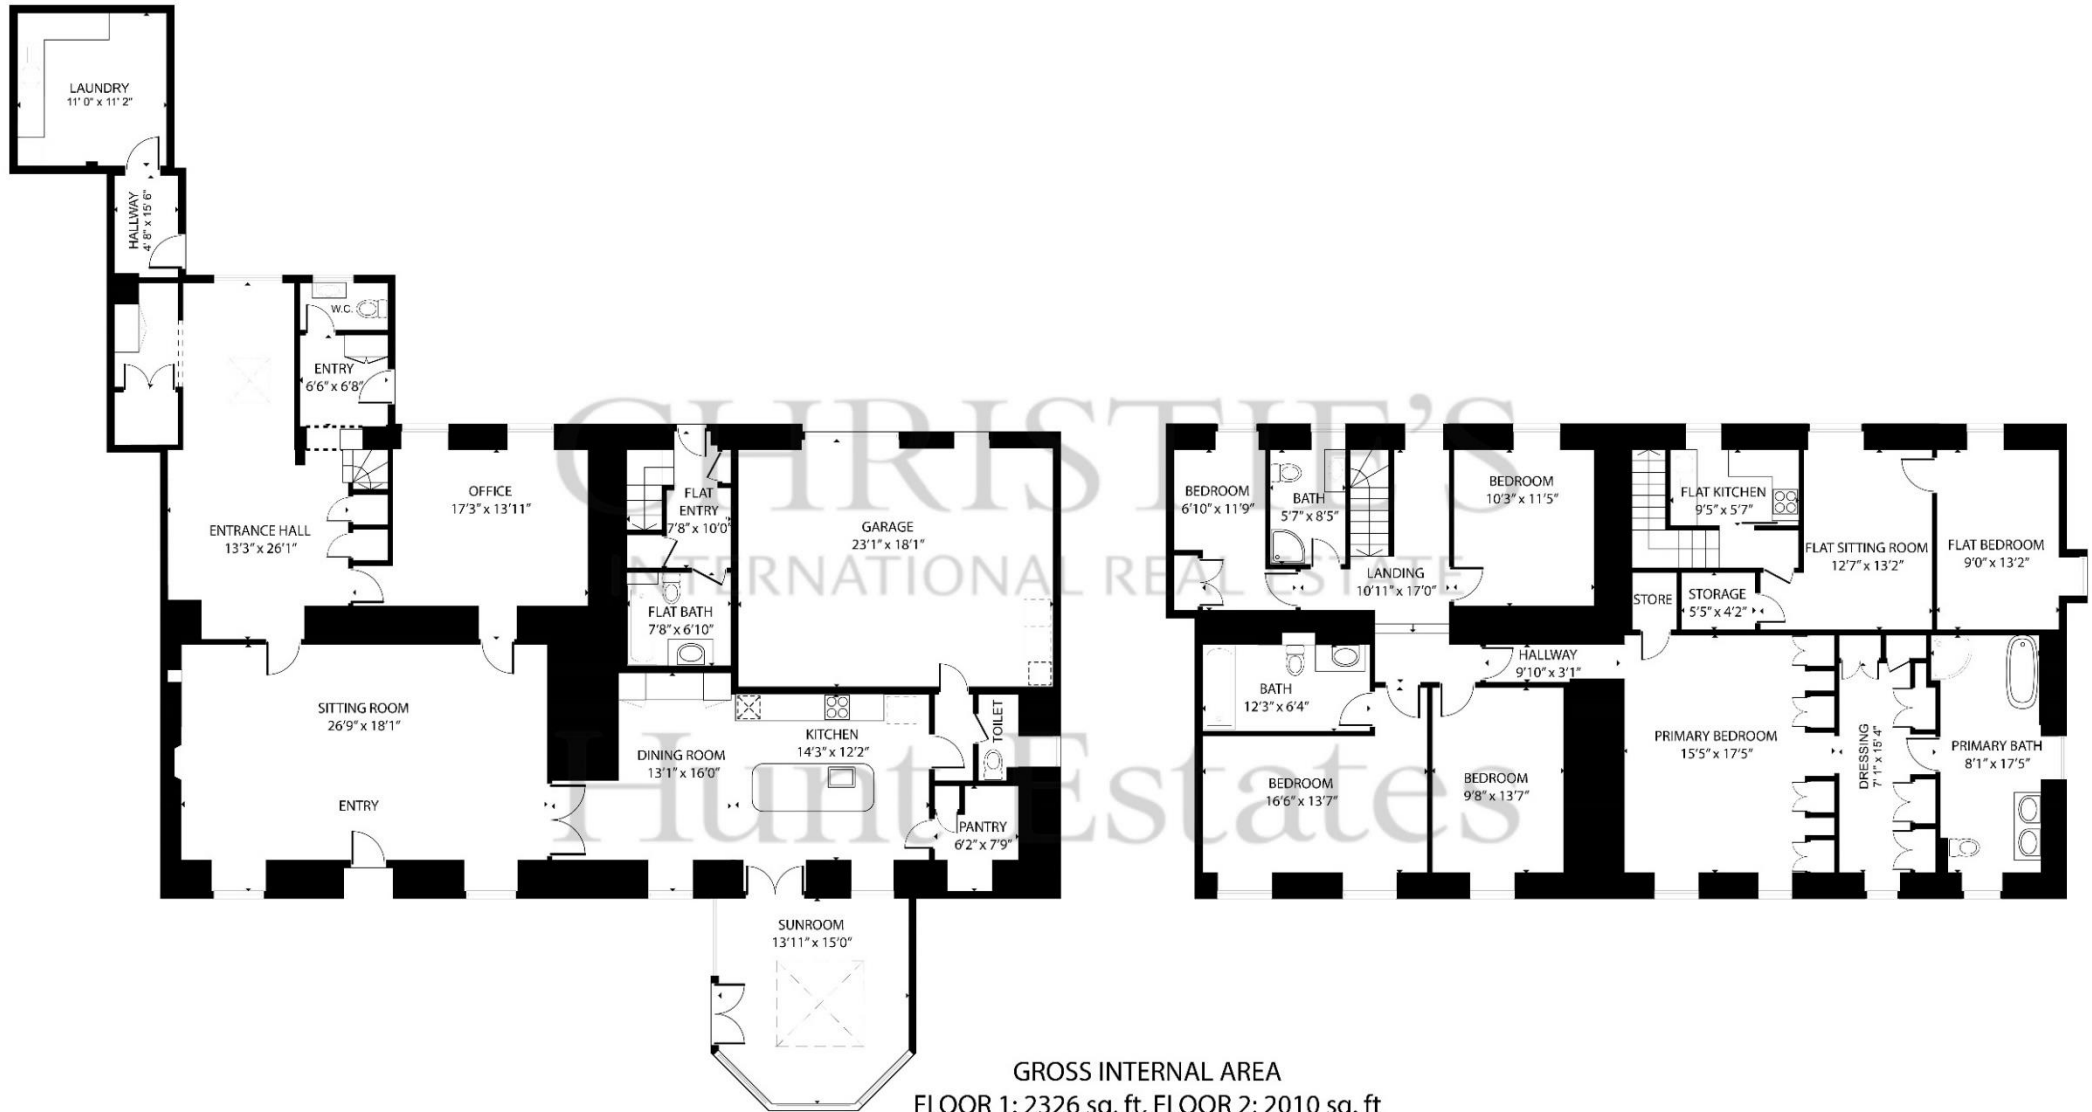 LAUNDRY
11' 0" x 11' 2"
HALLWAY
4' 8" x 15' 6"
W.C.
ENTRY
6'6" x 6'8"
ENTRANCE HALL
13'3" x 26'1"
OFFICE
17'3" x 13'11"
FLAT
ENTRY
7'8" x 10'0"
FLAT BATH
7'8" x 6'10"
GARAGE
23'1" x 18'1"
SITTING ROOM
26'9" x 18'1"
ENTRY
DINING ROOM
13'1" x 16'0"
KITCHEN
14'3" x 12'2"
TOILET
PANTRY
6'2" x 7'9"
SUNROOM
13'11" x 15'0"
BEDROOM
6'10" x 11'9"
BATH
5'7" x 8'5"
LANDING
10'11" x 17'0"
BEDROOM
10'3" x 11'5"
FLAT KITCHEN
9'5" x 5'7"
FLAT SITTING ROOM
12'7" x 13'2"
FLAT BEDROOM
9'0" x 13'2"
STORE
STORAGE
5'5" x 4'2"
HALLWAY
9'10" x 3'1"
BATH
12'3" x 6'4"
BEDROOM
16'6" x 13'7"
BEDROOM
9'8" x 13'7"
PRIMARY BEDROOM
15'5" x 17'5"
DRESSING
7'1" x 15'4"
PRIMARY BATH
8'1" x 17'5"
CHRISTIE'S
INTERNATIONAL REAL ESTATE
Hunt Estates
GROSS INTERNAL AREA
FLOOR 1: 2326 sq. ft, FLOOR 2: 2010 sq. ft